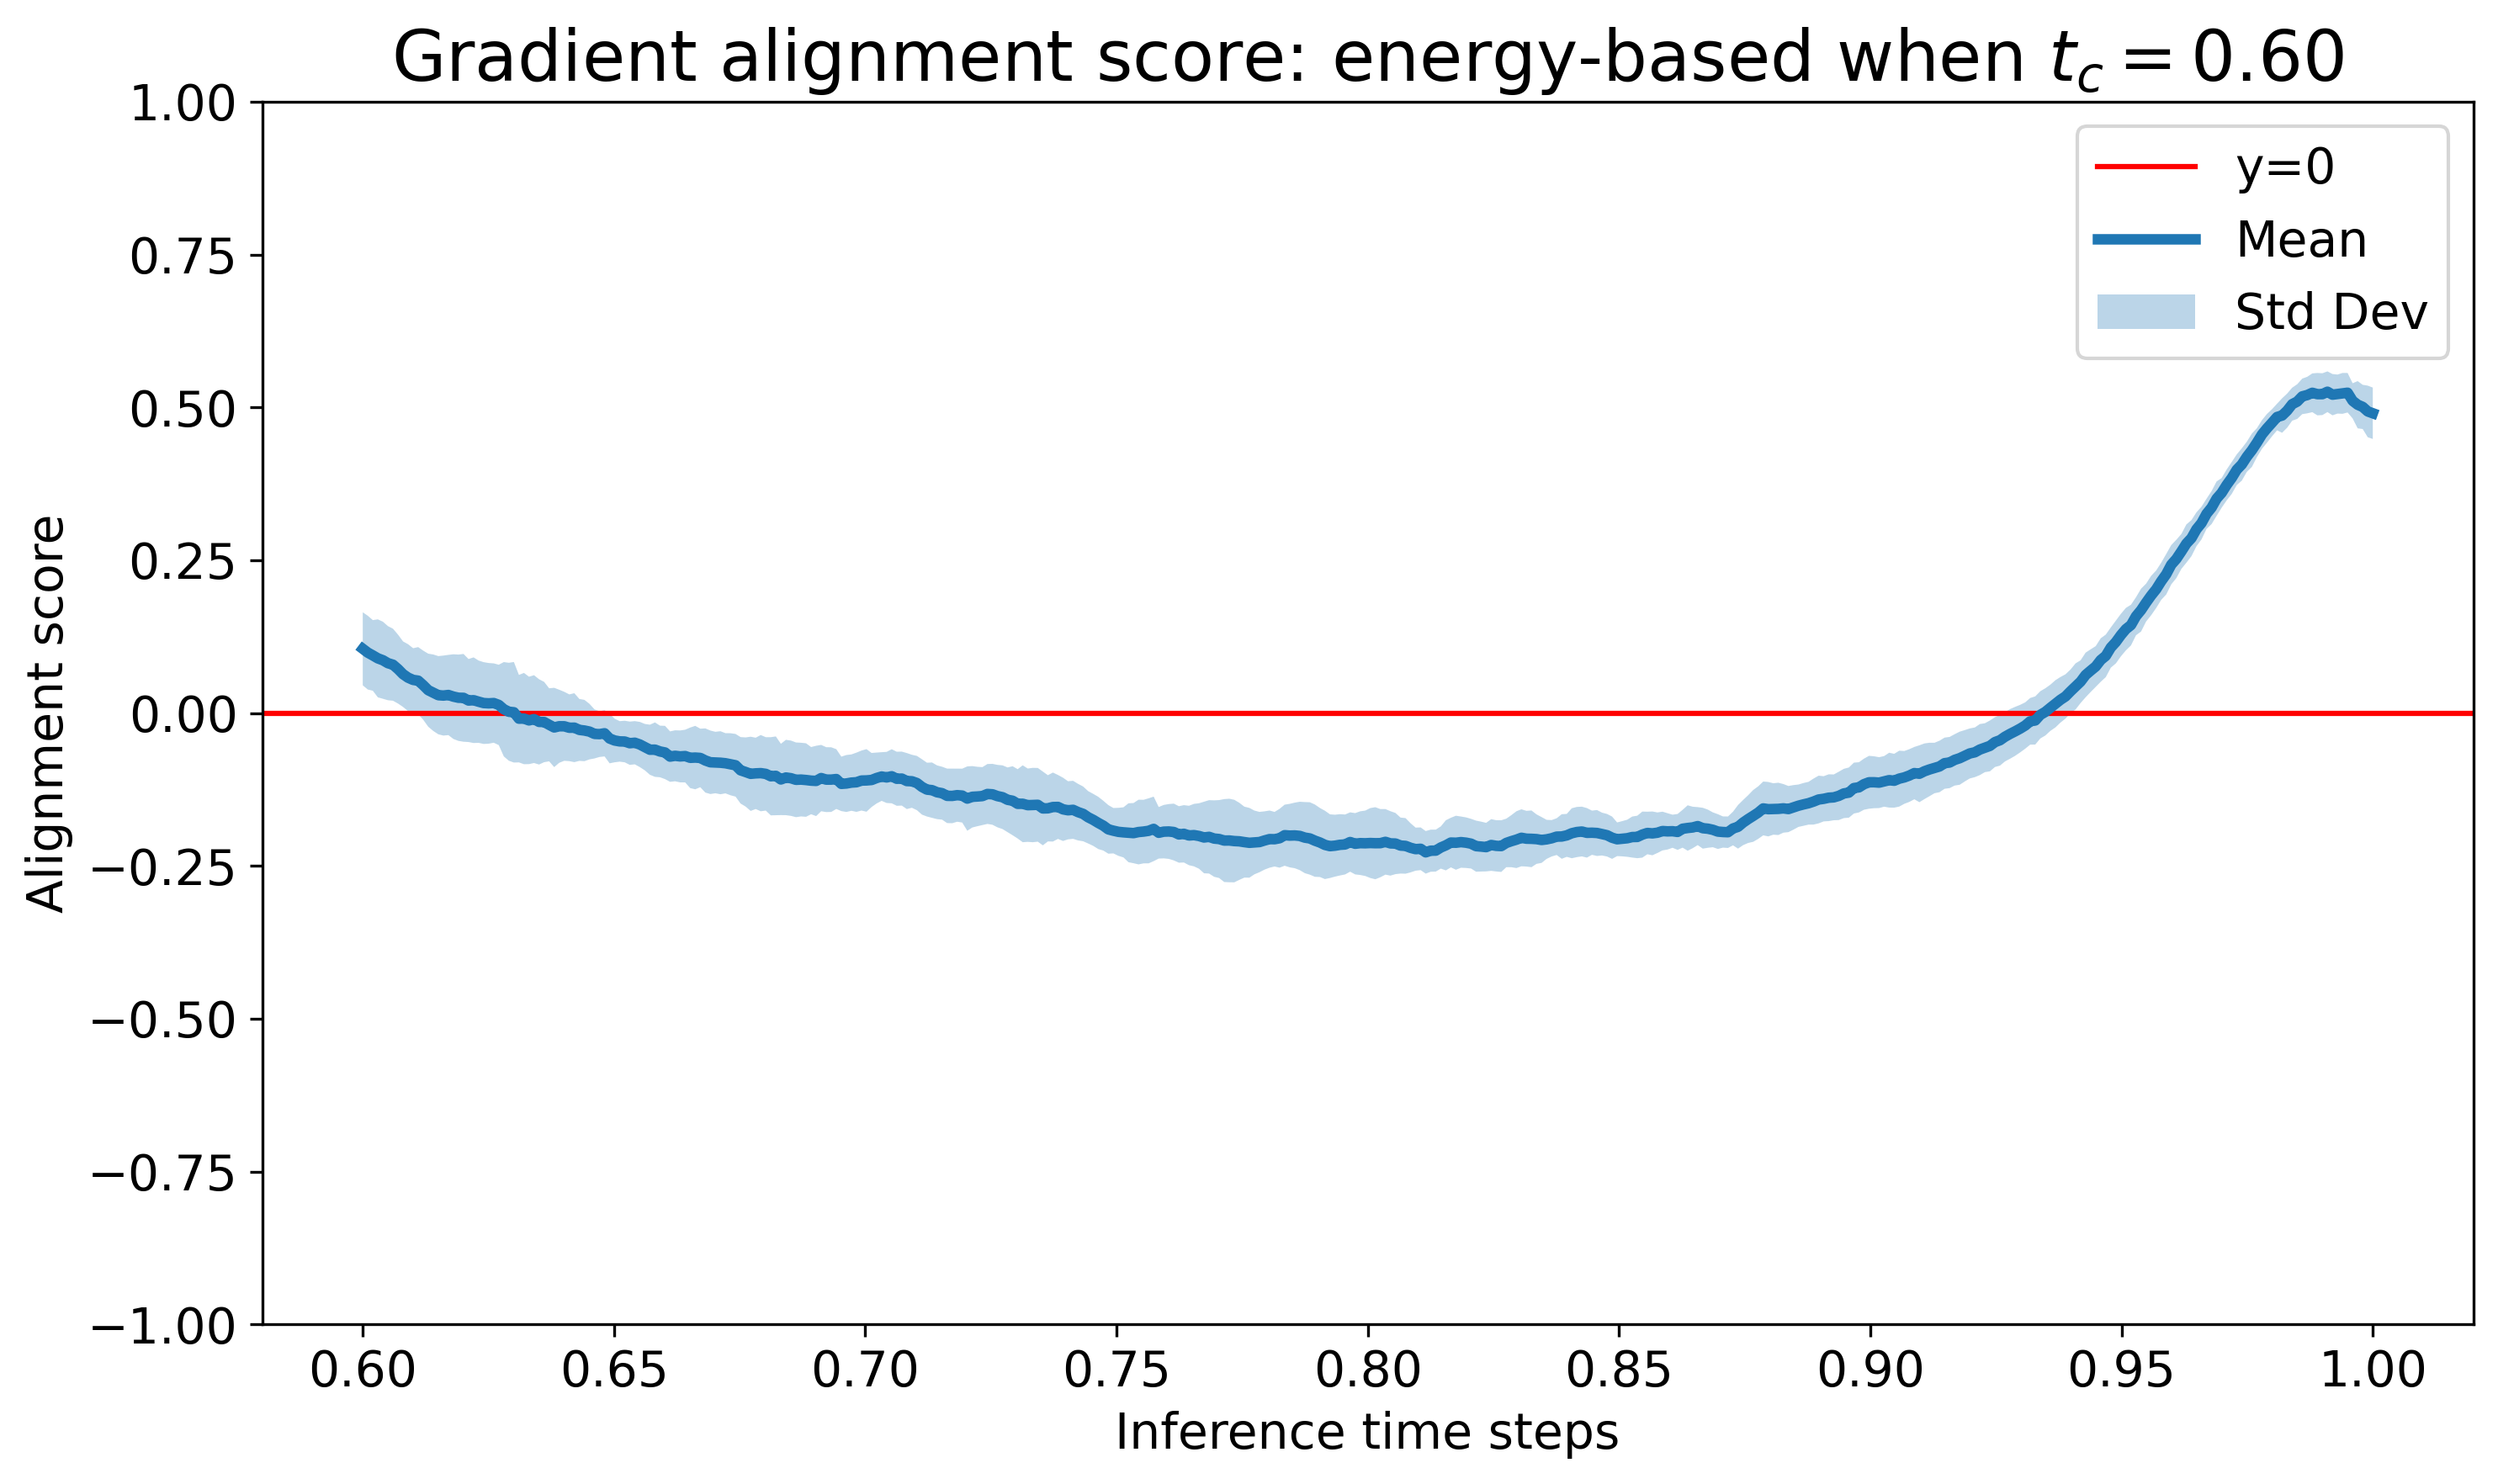 Gradient alignment score: energy-based when t_c = 0.60
1.00
0.75
0.50
0.25
0.00
−0.25
−0.50
−0.75
−1.00
Alignment score
y=0
Mean
Std Dev
0.60 0.65 0.70 0.75 0.80 0.85 0.90 0.95 1.00
Inference time steps